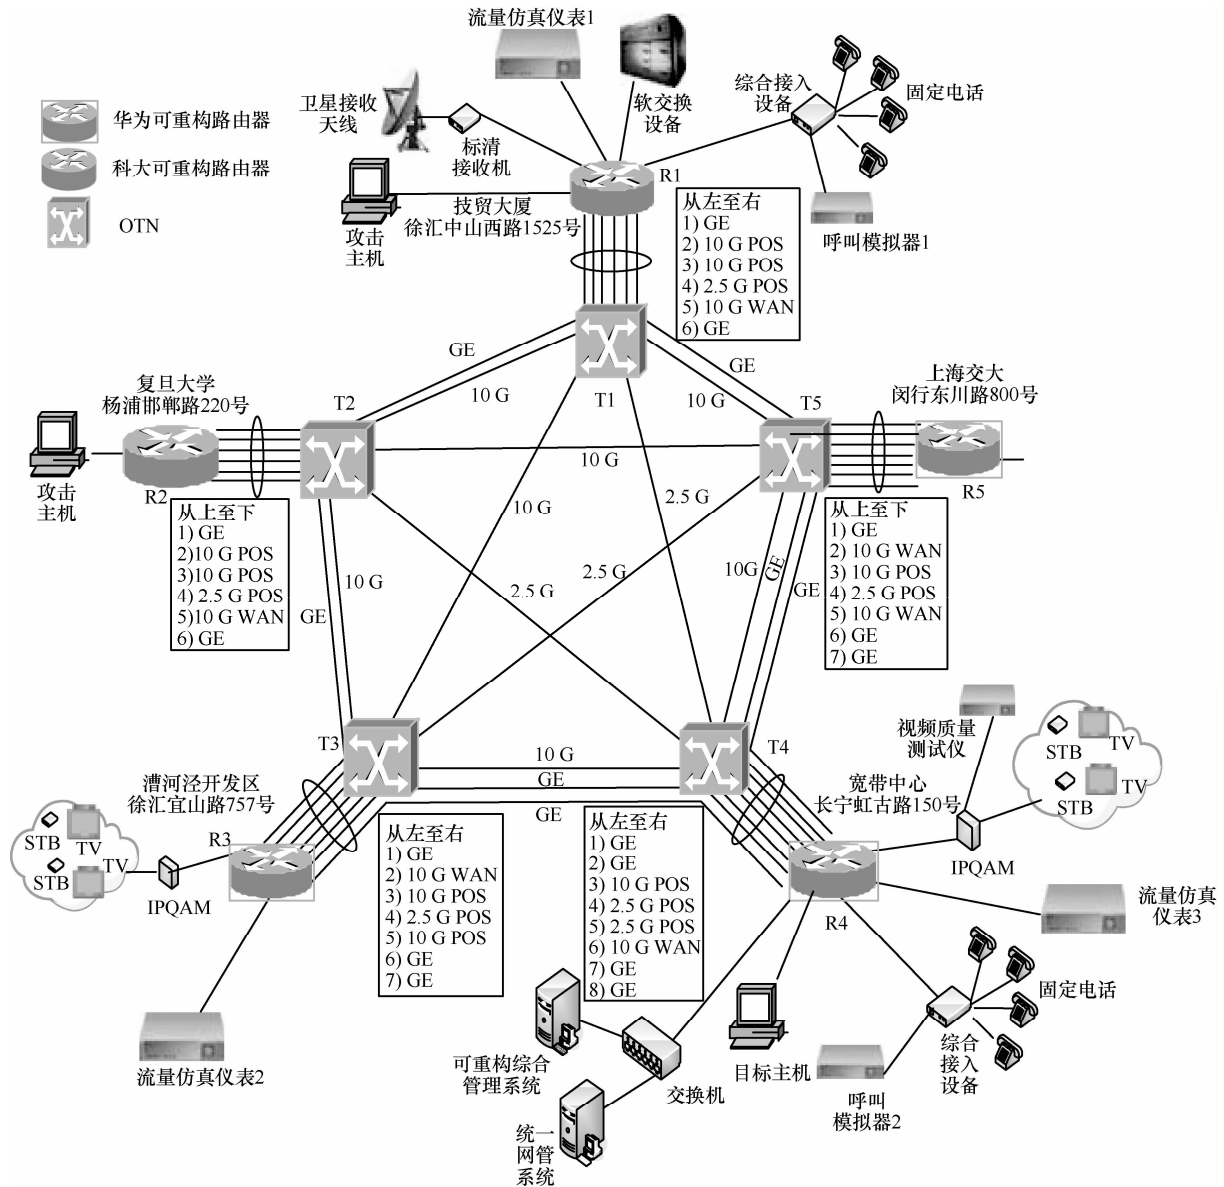 流量仿真仪表1
华为可重构路由器
科大可重构路由器
OTN
卫星接收
天线
标清
接收机
软交换
设备
综合接入
设备
固定电话
呼叫模拟器1
攻击
主机
技贸大厦
徐汇中山西路1525号
R1
从左至右
1) GE
2) 10 G POS
3) 10 G POS
4) 2.5 G POS
5) 10 G WAN
6) GE
GE
10 G
T1
GE
10 G
T2
T5
复旦大学
杨浦邯郸路220号
攻击
主机
R2
从上至下
1) GE
2)10 G POS
3)10 G POS
4) 2.5 G POS
5)10 G WAN
6) GE
上海交大
闵行东川路800号
R5
从上至下
1) GE
2) 10 G WAN
3) 10 G POS
4) 2.5 G POS
5) 10 G WAN
6) GE
7) GE
10 G
10 G
2.5 G
2.5 G
2.5 G
10 G
GE
10G
GE
GE
T3
T4
10 G
GE
GE
漕河泾开发区
徐汇宜山路757号
R3
STB
TV
STB
TV
IPQAM
流量仿真仪表2
从左至右
1) GE
2) 10 G WAN
3) 10 G POS
4) 2.5 G POS
5) 10 G POS
6) GE
7) GE
从左至右
1) GE
2) GE
3) 10 G POS
4) 2.5 G POS
5) 2.5 G POS
6) 10 G WAN
7) GE
8) GE
宽带中心
长宁虹古路150号
R4
视频质量
测试仪
STB
TV
STB
TV
IPQAM
流量仿真
仪表3
固定电话
综合
接入
设备
呼叫
模拟器2
目标主机
交换机
可重构综合
管理系统
统一
网管
系统